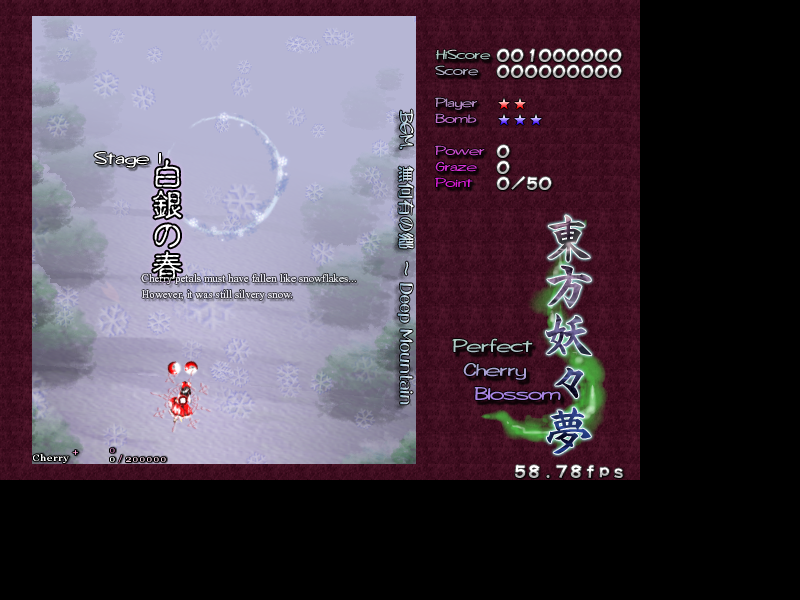 HiScore 001000000
Score 000000000
Player
Bomb
Power 0
Graze 0
Point 0/50
Stage 1
白銀の春
Cherry petals must have fallen like snowflakes...
However, it was still silvery snow.
BGM. 無何有の郷 ~ Deep Mountain
東方妖々夢
Perfect
Cherry
Blossom
0
Cherry + 0/200000
58.78fps